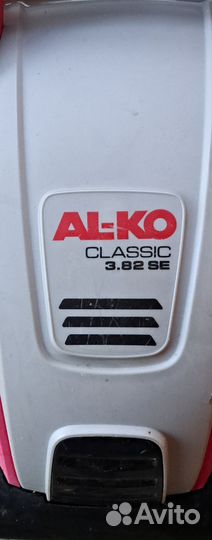 AL-KO
CLASSIC
3.82 SE
Avito